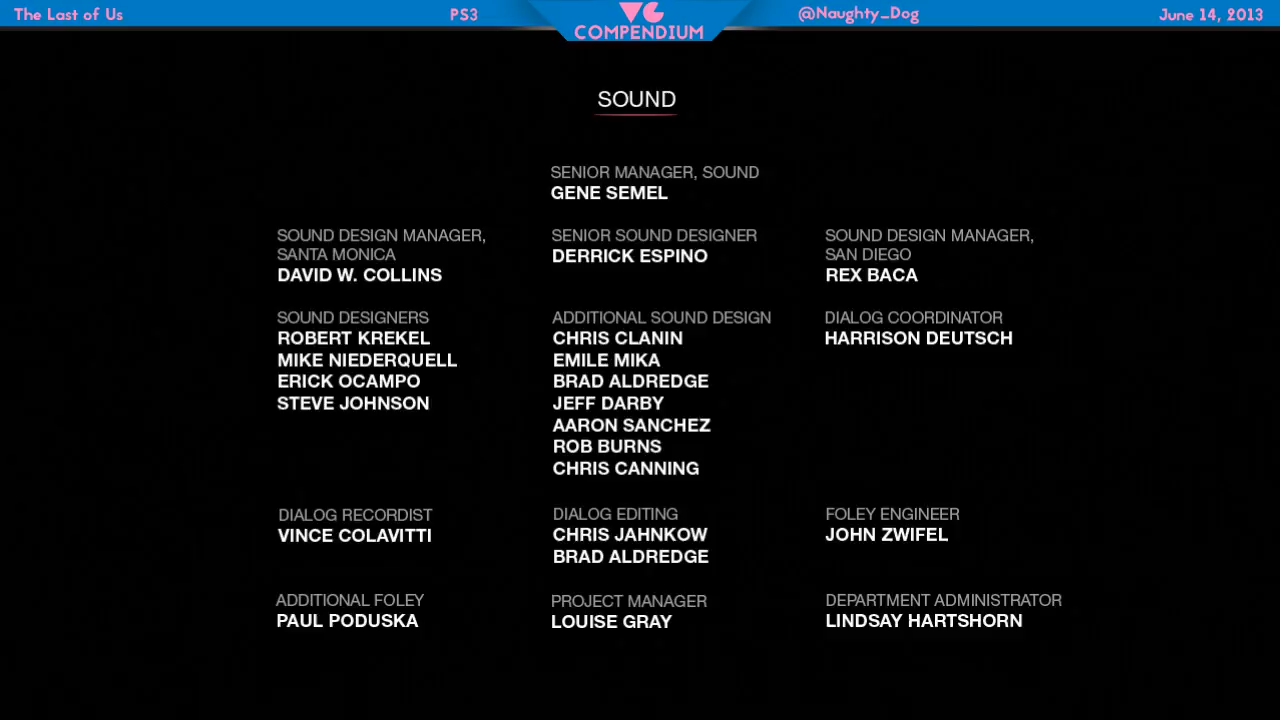 The Last of Us
PS3
VG
COMPENDIUM
@Naughty_Dog
June 14, 2013
SOUND
SENIOR MANAGER, SOUND
GENE SEMEL
SOUND DESIGN MANAGER,
SANTA MONICA
DAVID W. COLLINS
SENIOR SOUND DESIGNER
DERRICK ESPINO
SOUND DESIGN MANAGER,
SAN DIEGO
REX BACA
SOUND DESIGNERS
ROBERT KREKEL
MIKE NIEDERQUELL
ERICK OCAMPO
STEVE JOHNSON
ADDITIONAL SOUND DESIGN
CHRIS CLANIN
EMILE MIKA
BRAD ALDREDGE
JEFF DARBY
AARON SANCHEZ
ROB BURNS
CHRIS CANNING
DIALOG COORDINATOR
HARRISON DEUTSCH
DIALOG RECORDIST
VINCE COLAVITTI
DIALOG EDITING
CHRIS JAHNKOW
BRAD ALDREDGE
FOLEY ENGINEER
JOHN ZWIFEL
ADDITIONAL FOLEY
PAUL PODUSKA
PROJECT MANAGER
LOUISE GRAY
DEPARTMENT ADMINISTRATOR
LINDSAY HARTSHORN